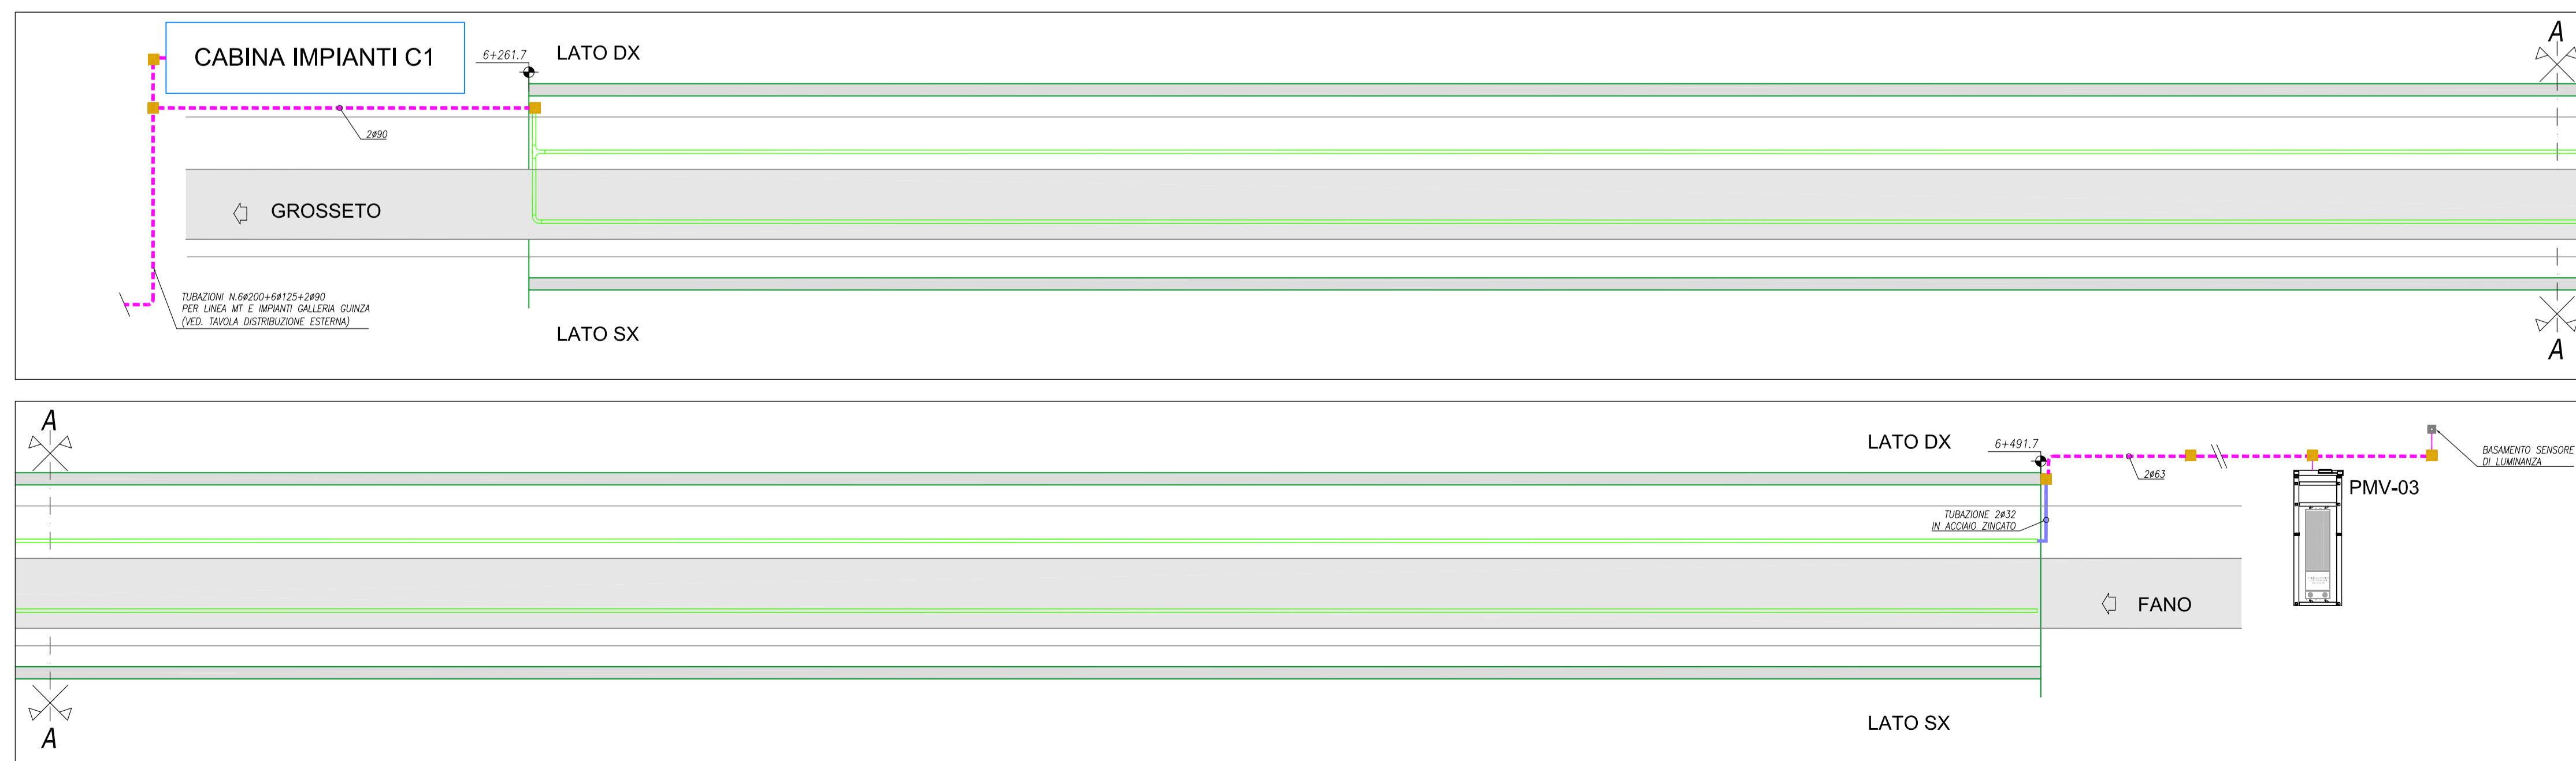 CABINA IMPIANTI C1
6+261.7
LATO DX
A
2ø90
GROSSETO
TUBAZIONI N.6ø200+6ø125+2ø90
PER LINEA MT E IMPIANTI GALLERIA GUINZA
(VED. TAVOLA DISTRIBUZIONE ESTERNA)
LATO SX
A
A
LATO DX
6+491.7
BASAMENTO SENSORE
DI LUMINANZA
2ø63
PMV-03
TUBAZIONE 2ø32
IN ACCIAIO ZINCATO
FANO
LATO SX
A